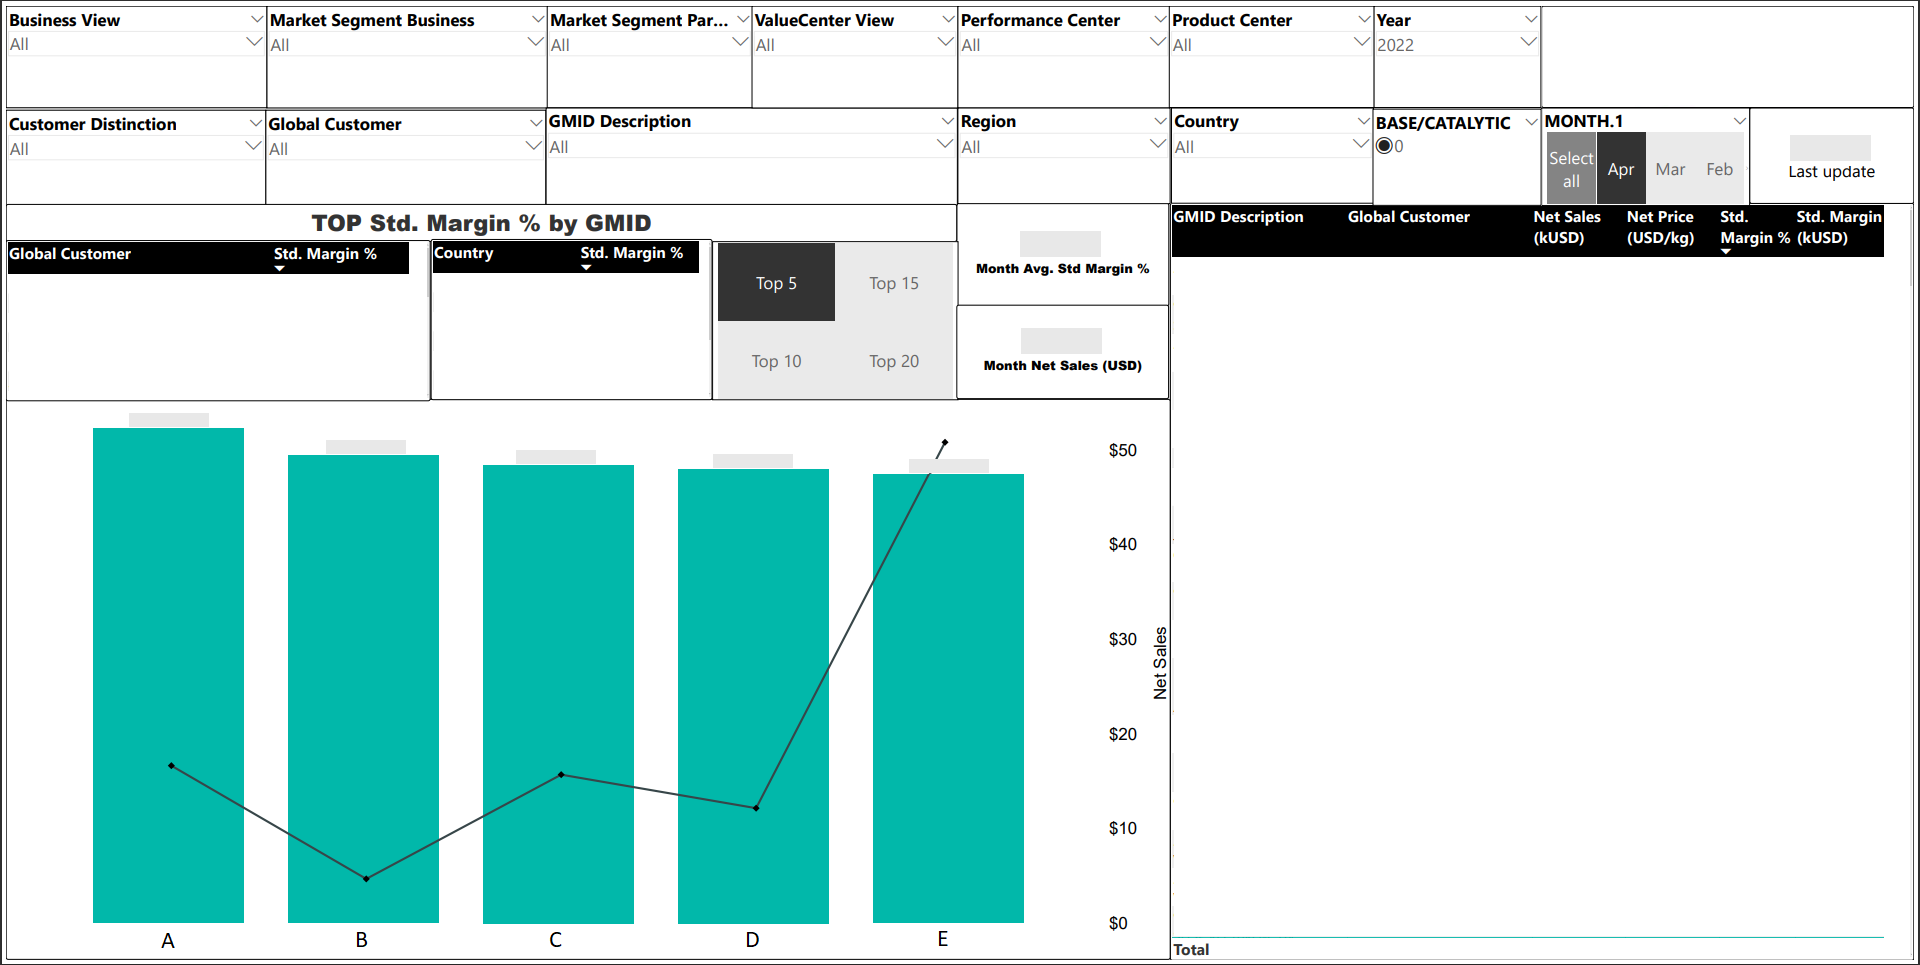 Business View
All
Market Segment Business
All
Market Segment Par...
All
ValueCenter View
All
Performance Center
All
Product Center
All
Year
2022
Customer Distinction
All
Global Customer
All
GMID Description
All
Region
All
Country
All
BASE/CATALYTIC
0
MONTH.1
Select
all
Apr
Mar
Feb
Last update
TOP Std. Margin % by GMID
Global Customer
Std. Margin %
Country
Std. Margin %
Top 5
Top 15
Top 10
Top 20
Month Avg. Std Margin %
Month Net Sales (USD)
GMID Description
Global Customer
Net Sales
(kUSD)
Net Price
(USD/kg)
Std.
Margin %
Std. Margin
(kUSD)
$50
$40
$30
$20
$10
$0
Net Sales
A
B
C
D
E
Total